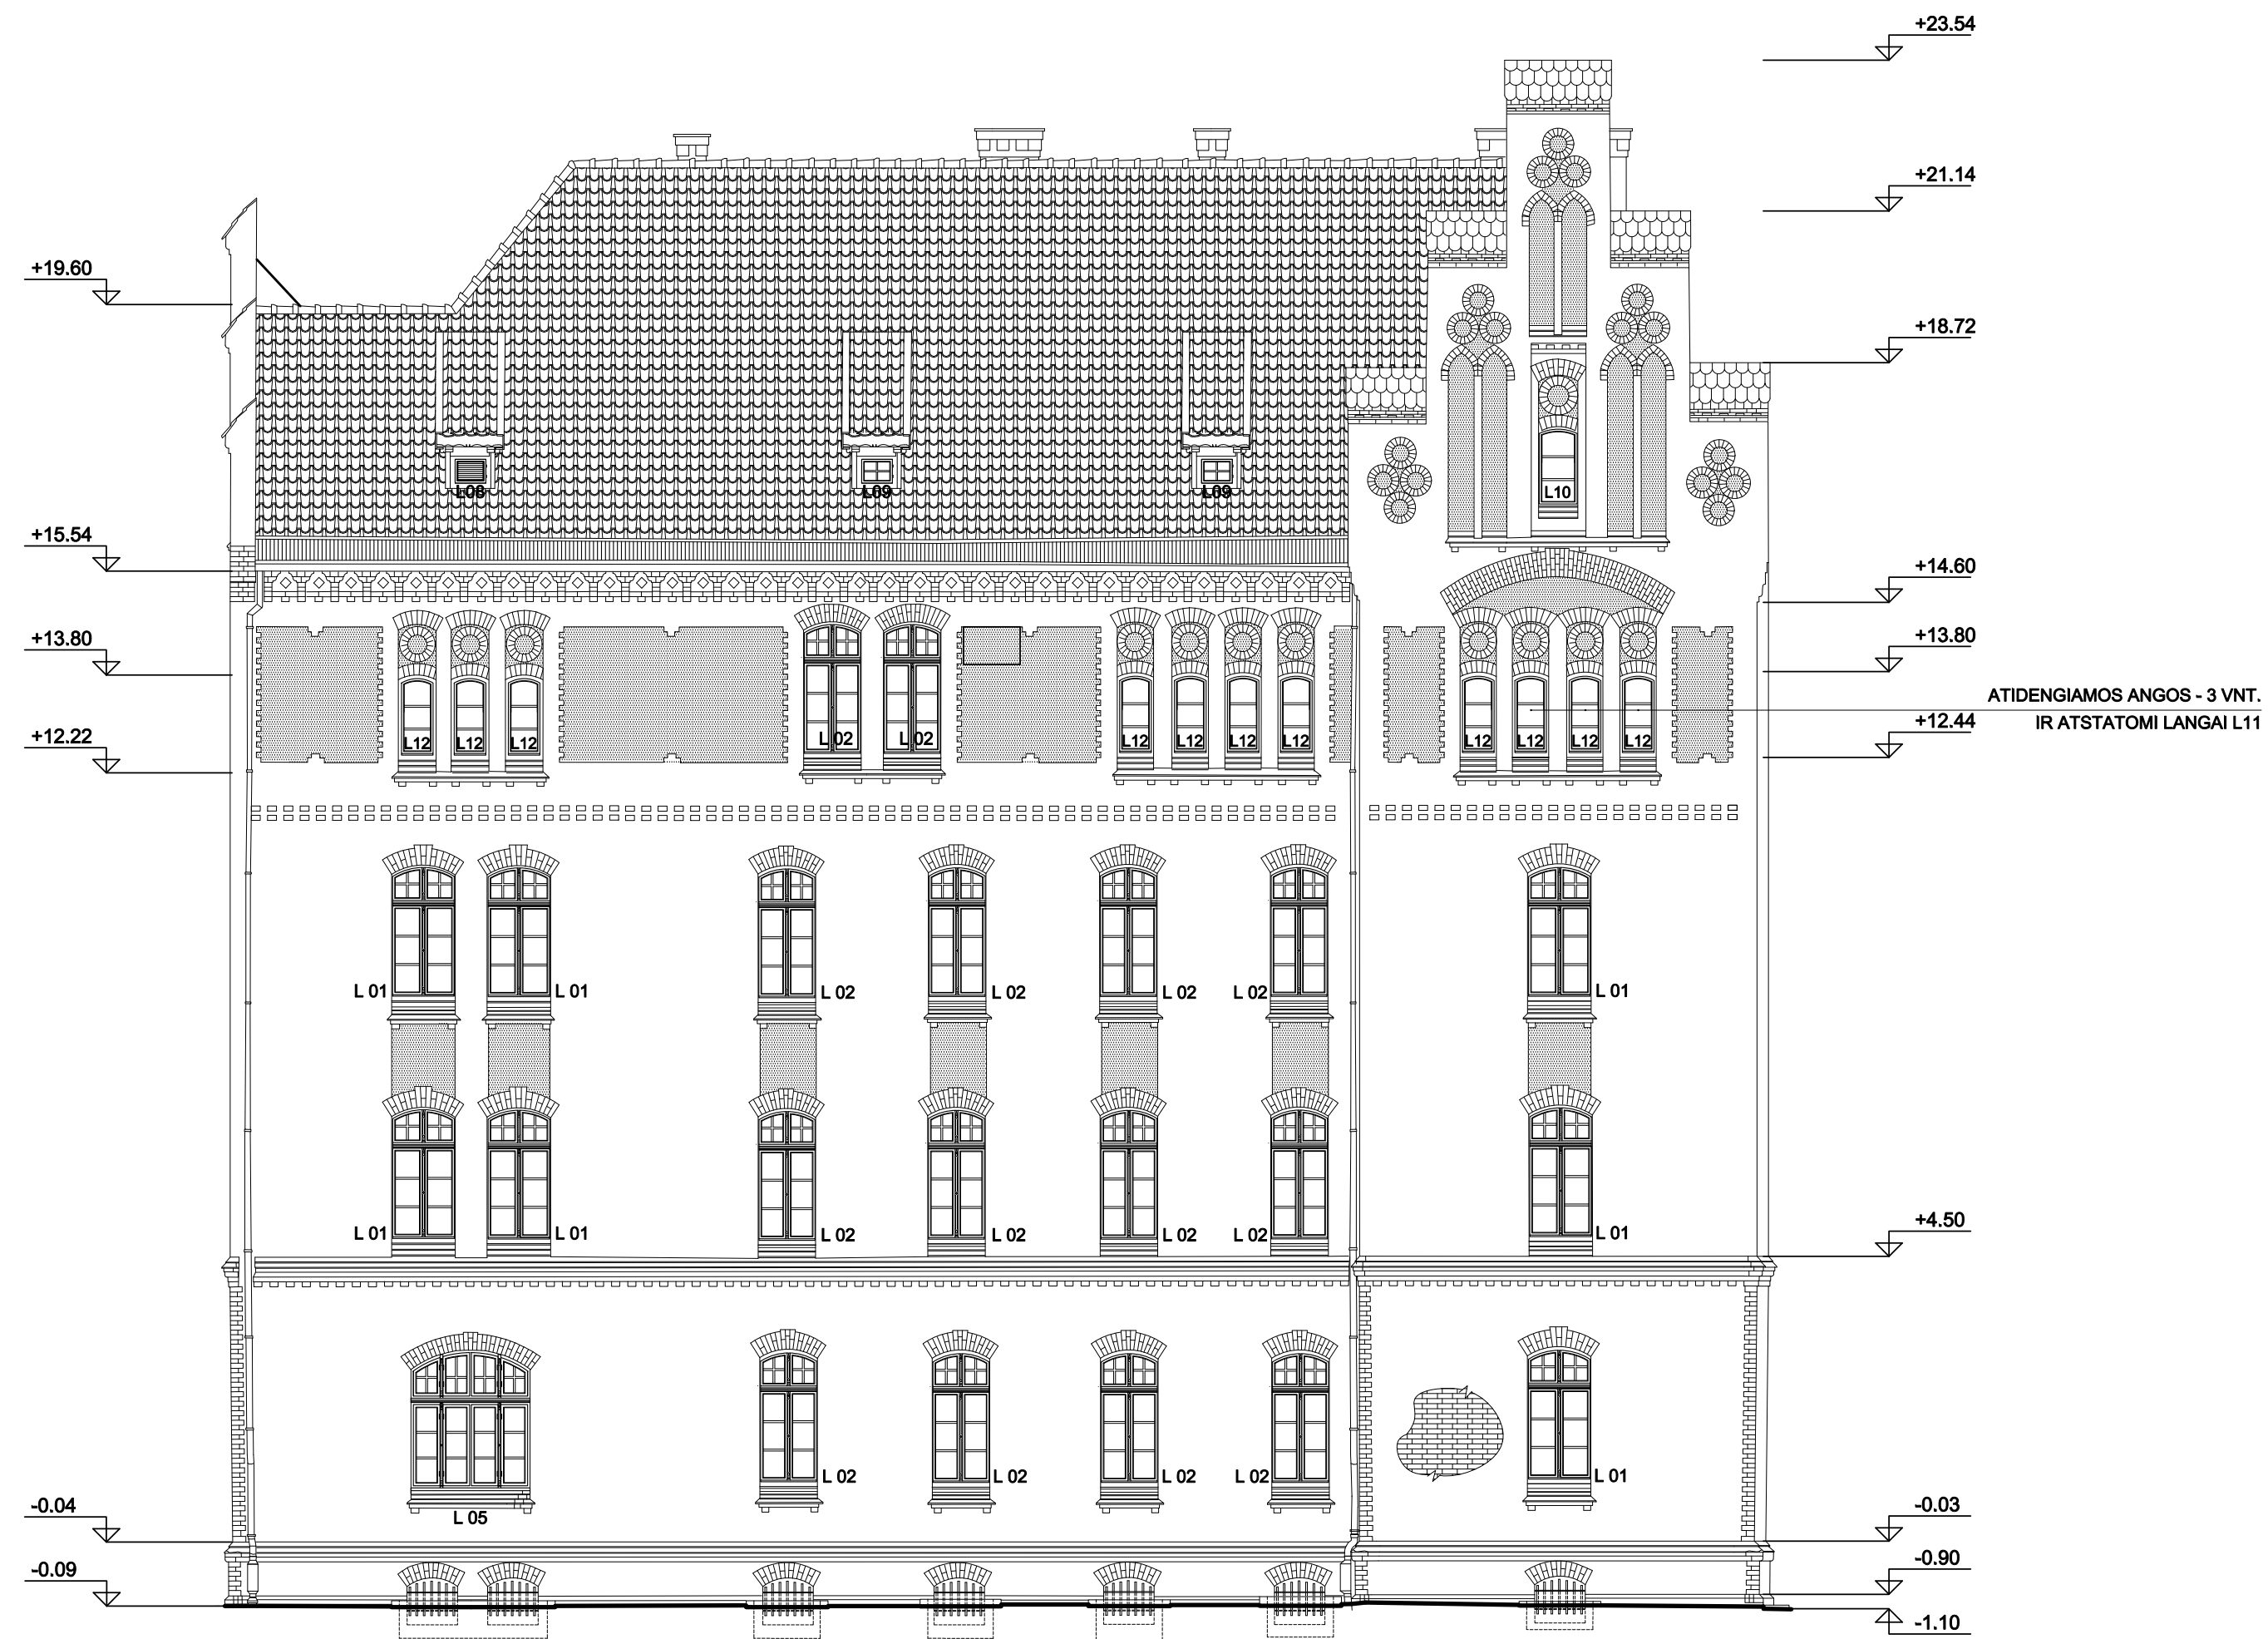 +23.54
+21.14
+19.60
+18.72
L08
L09
L09
L10
+15.54
+14.60
+13.80
+13.80
ATIDENGIAMOS ANGOS - 3 VNT.
IR ATSTATOMI LANGAI L11
+12.22
+12.44
L12 L12 L12 L 02 L 02 L12 L12 L12 L12 L12 L12 L12 L12
L 01 L 01 L 02 L 02 L 02 L 02 L 01
+4.50
L 01 L 01 L 02 L 02 L 02 L 02 L 01
L 02 L 02 L 02 L 02 L 01
L 05
-0.04
-0.03
-0.09
-0.90
-1.10